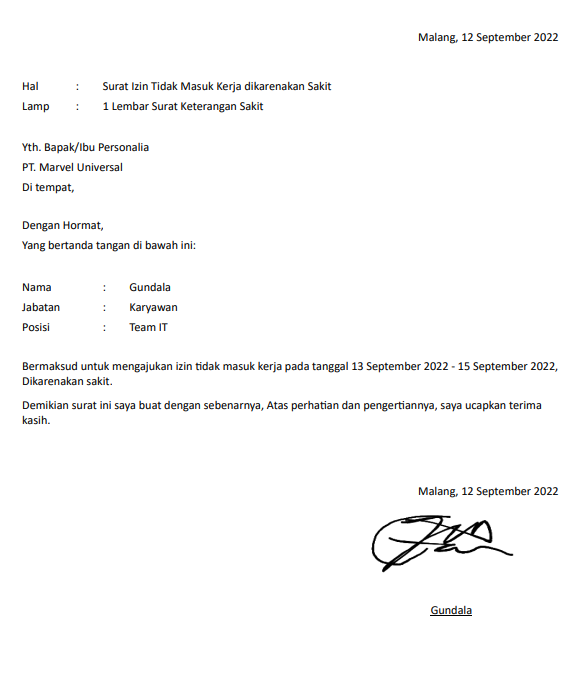 Malang, 12 September 2022
Hal : Surat Izin Tidak Masuk Kerja dikarenakan Sakit
Lamp : 1 Lembar Surat Keterangan Sakit
Yth. Bapak/Ibu Personalia
PT. Marvel Universal
Di tempat,
Dengan Hormat,
Yang bertanda tangan di bawah ini:
Nama : Gundala
Jabatan : Karyawan
Posisi : Team IT
Bermaksud untuk mengajukan izin tidak masuk kerja pada tanggal 13 September 2022 - 15 September 2022,
Dikarenakan sakit.
Demikian surat ini saya buat dengan sebenarnya, Atas perhatian dan pengertiannya, saya ucapkan terima
kasih.
Malang, 12 September 2022
Gundala